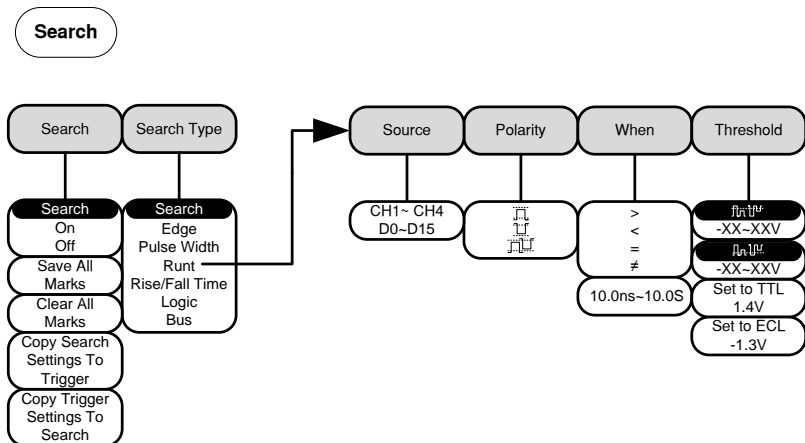 Search
Search
Search Type
Source
Polarity
When
Threshold
Search
On
Off
Save All
Marks
Clear All
Marks
Copy Search
Settings To
Trigger
Copy Trigger
Settings To
Search
Search
Edge
Pulse Width
Runt
Rise/Fall Time
Logic
Bus
CH1~ CH4
D0~D15
>
<
=
≠
10.0ns~10.0S
-XX~XXV
-XX~XXV
Set to TTL
1.4V
Set to ECL
-1.3V